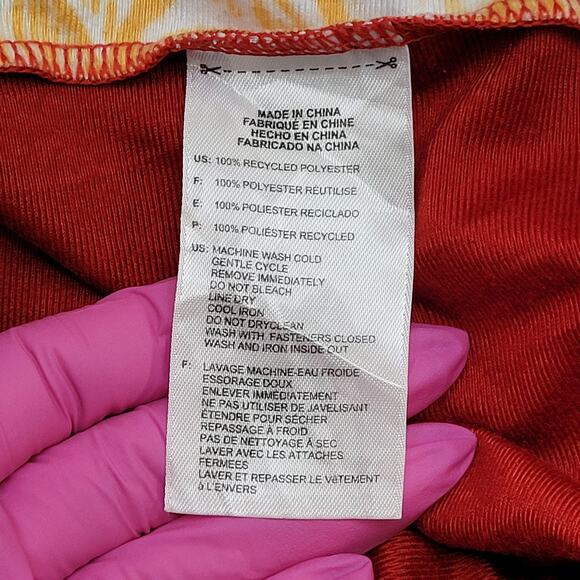 MADE IN CHINA
FABRIQUÉ EN CHINE
HECHO EN CHINA
FABRICADO NA CHINA
US: 100% RECYCLED POLYESTER
F: 100% POLYESTER RÉUTILISÉ
E: 100% POLIÉSTER RECICLADO
P: 100% POLIÉSTER RECYCLED
US: MACHINE WASH COLD
GENTLE CYCLE
REMOVE IMMEDIATELY
DO NOT BLEACH
LINE DRY
COOL IRON
DO NOT DRYCLEAN
WASH WITH FASTENERS CLOSED
WASH AND IRON INSIDE OUT
F: LAVAGE MACHINE-EAU FROIDE
ESSORAGE DOUX
ENLEVER IMMÉDIATEMENT
NE PAS UTILISER DE JAVELISANT
ÉTENDRE POUR SÉCHER
REPASSAGE À FROID
PAS DE NETTOYAGE À SEC
LAVER AVEC LES ATTACHES
FERMEES
LAVER ET REPASSER LE VêTEMENT
à L'ENVERS